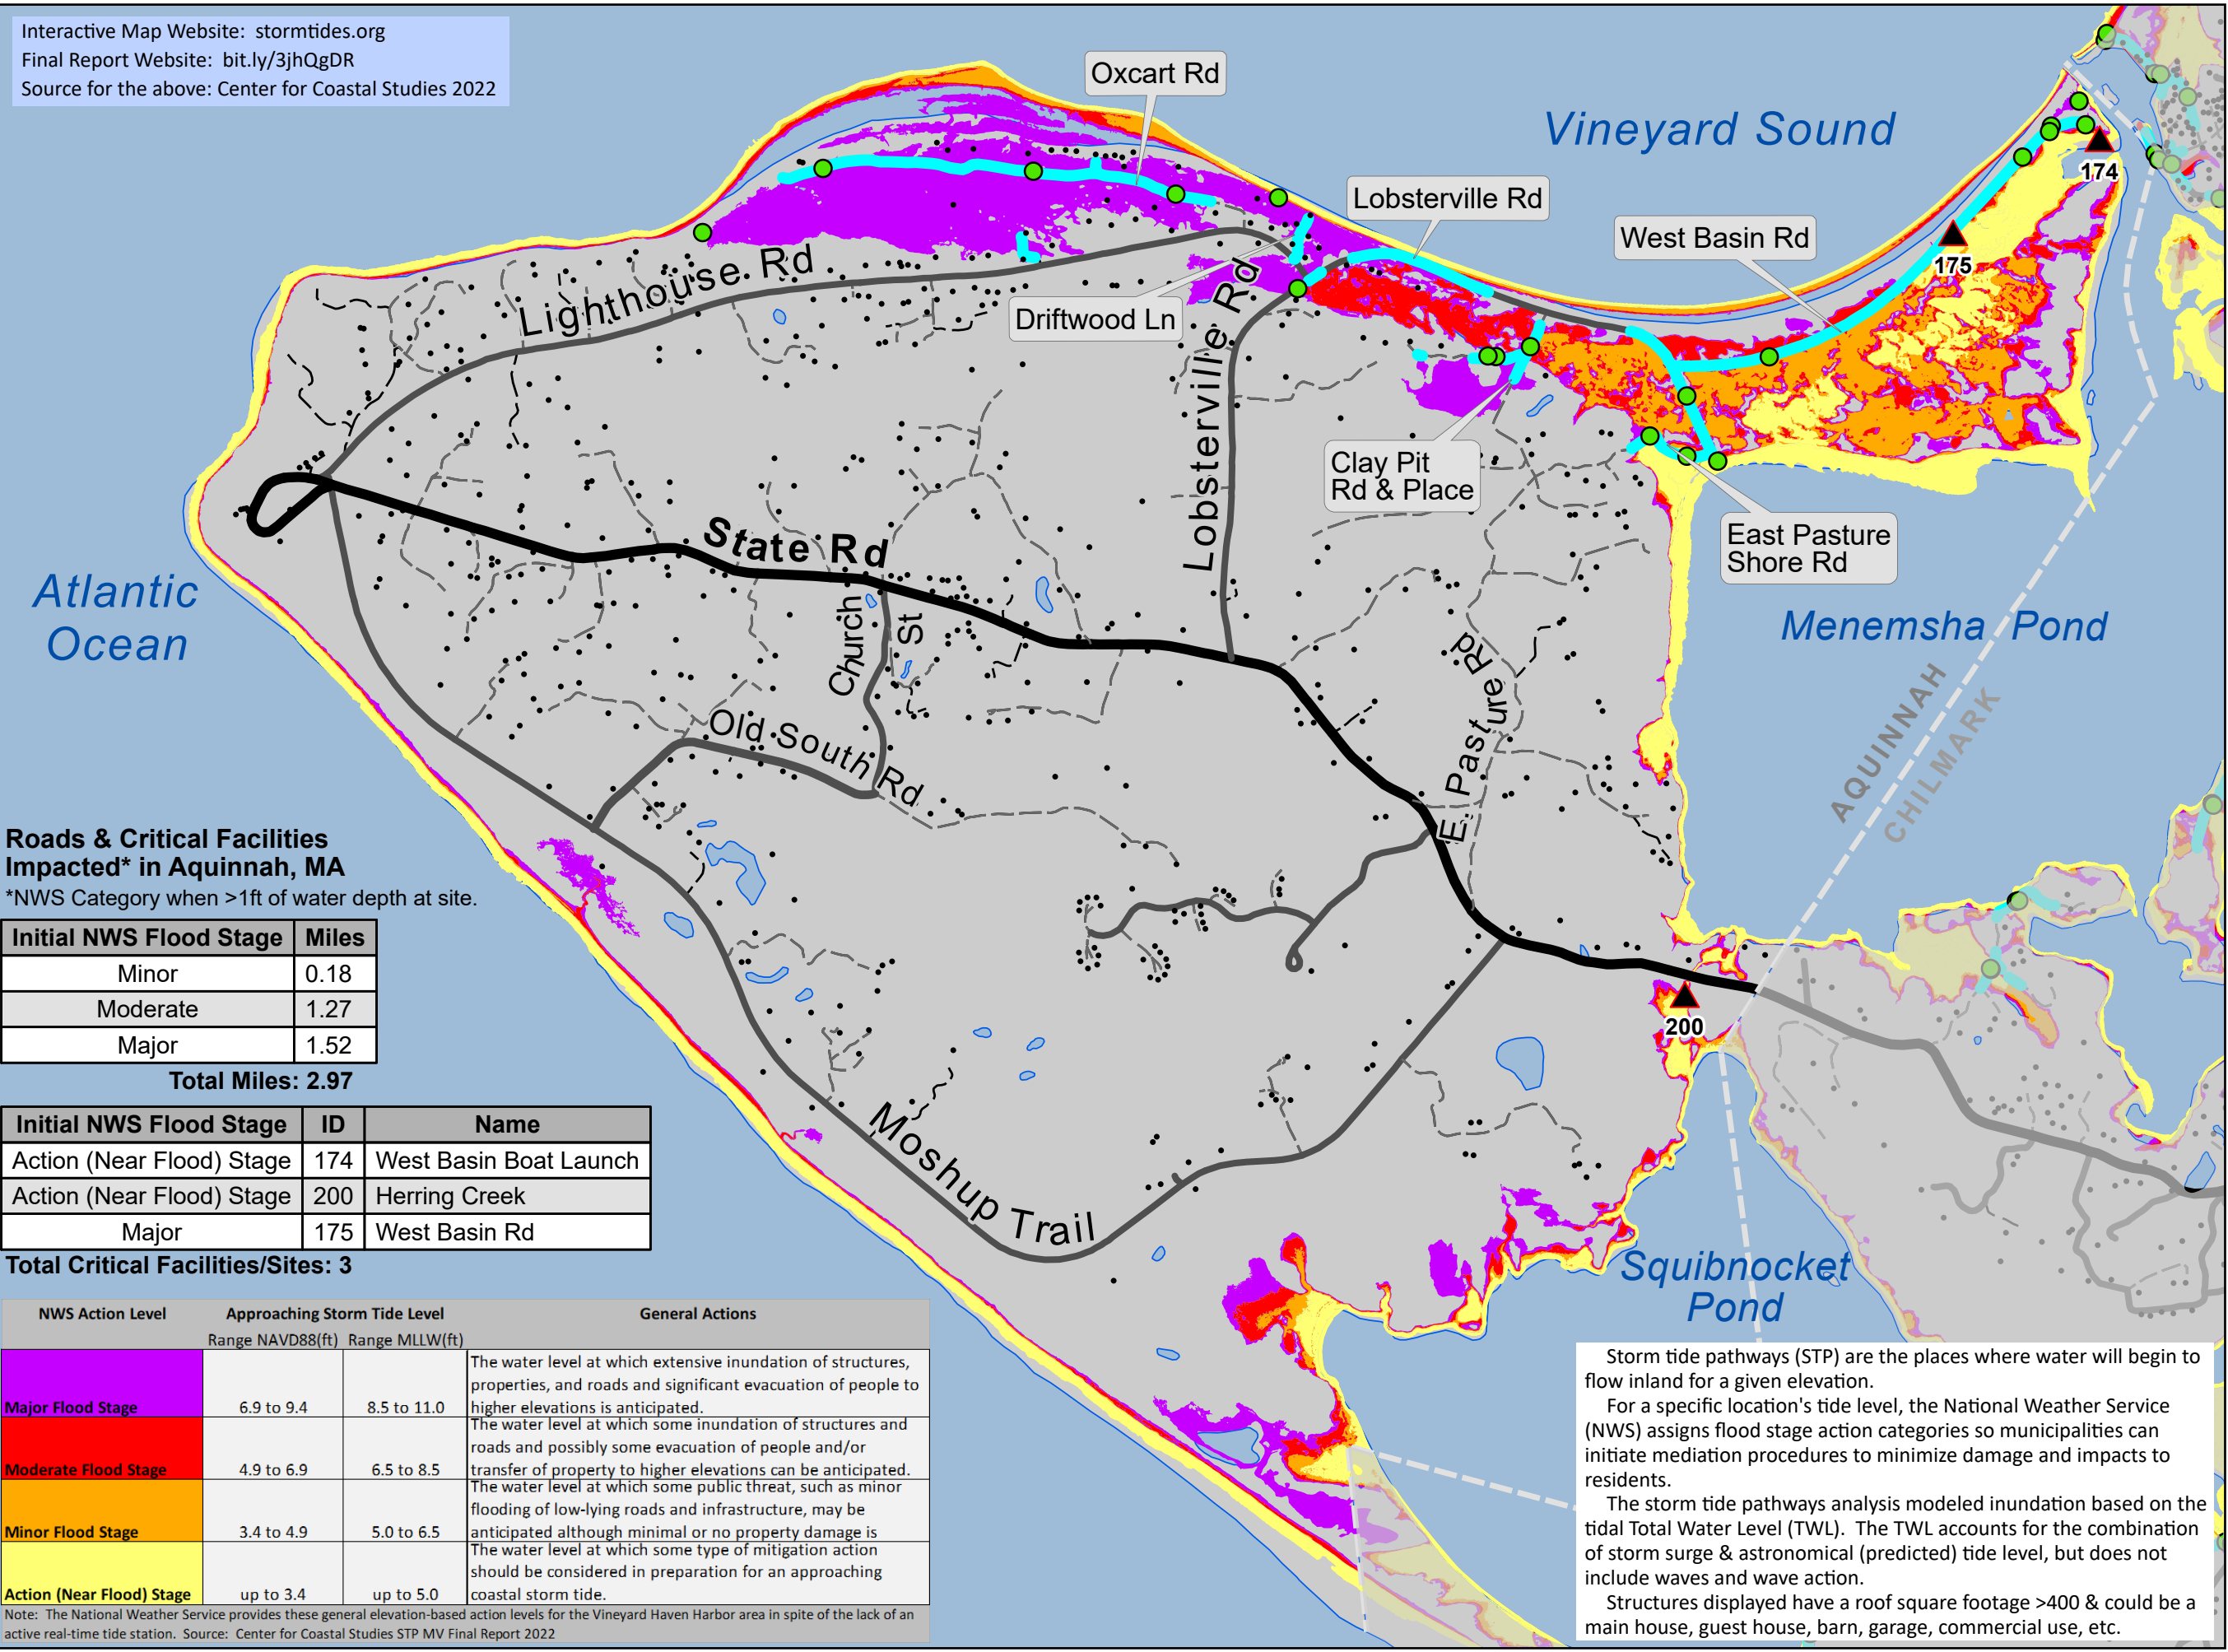 Interactive Map Website: stormtides.org
Final Report Website: bit.ly/3jhQgDR
Source for the above: Center for Coastal Studies 2022
Oxcart Rd
Vineyard Sound
174
Lobsterville Rd
West Basin Rd
175
Lighthouse Rd
Driftwood Ln
Lobsterville Rd
Clay Pit
Rd & Place
State Rd
East Pasture
Shore Rd
Atlantic
Ocean
Church
St
Menemsha Pond
E. Pasture Rd
AQUINNAH
CHILMARK
Old South Rd
Roads & Critical Facilities
Impacted* in Aquinnah, MA
*NWS Category when >1ft of water depth at site.
Initial NWS Flood Stage Miles
Minor 0.18
Moderate 1.27
Major 1.52
Total Miles: 2.97
200
Initial NWS Flood Stage ID Name
Action (Near Flood) Stage 174 West Basin Boat Launch
Action (Near Flood) Stage 200 Herring Creek
Major 175 West Basin Rd
Total Critical Facilities/Sites: 3
Moshup Trail
Squibnocket
Pond
NWS Action Level Approaching Storm Tide Level General Actions
Range NAVD88(ft) Range MLLW(ft)
The water level at which extensive inundation of structures,
properties, and roads and significant evacuation of people to
Major Flood Stage 6.9 to 9.4 8.5 to 11.0 higher elevations is anticipated.
The water level at which some inundation of structures and
roads and possibly some evacuation of people and/or
Moderate Flood Stage 4.9 to 6.9 6.5 to 8.5 transfer of property to higher elevations can be anticipated.
The water level at which some public threat, such as minor
flooding of low-lying roads and infrastructure, may be
Minor Flood Stage 3.4 to 4.9 5.0 to 6.5 anticipated although minimal or no property damage is
The water level at which some type of mitigation action
should be considered in preparation for an approaching
Action (Near Flood) Stage up to 3.4 up to 5.0 coastal storm tide.
Note: The National Weather Service provides these general elevation-based action levels for the Vineyard Haven Harbor area in spite of the lack of an
active real-time tide station. Source: Center for Coastal Studies STP MV Final Report 2022
Storm tide pathways (STP) are the places where water will begin to
flow inland for a given elevation.
For a specific location's tide level, the National Weather Service
(NWS) assigns flood stage action categories so municipalities can
initiate mediation procedures to minimize damage and impacts to
residents.
The storm tide pathways analysis modeled inundation based on the
tidal Total Water Level (TWL). The TWL accounts for the combination
of storm surge & astronomical (predicted) tide level, but does not
include waves and wave action.
Structures displayed have a roof square footage >400 & could be a
main house, guest house, barn, garage, commercial use, etc.